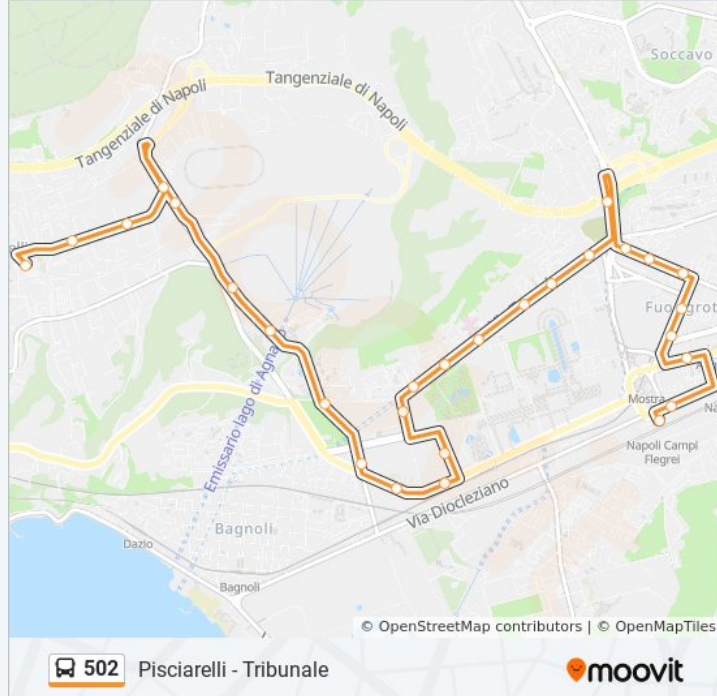 Soccavo
Tangenziale di Napoli
Tangenziale di Napoli
Mostra
Napoli Campi
Flegrei
Emissario lago di Agnano
Via Diocleziano
Bagnoli
Dazio
Bagnoli
© OpenStreetMap contributors | © OpenMapTiles
502 Pisciarelli - Tribunale
moovit